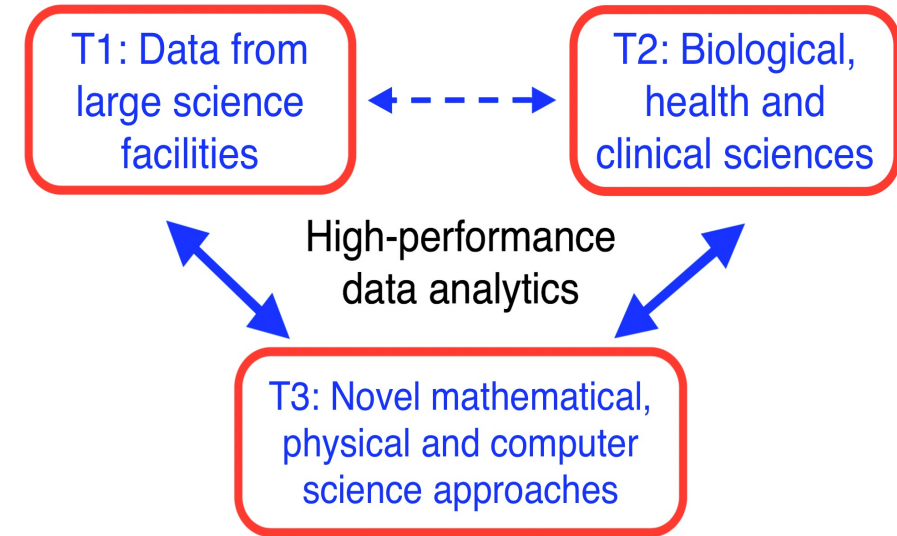 T1: Data from
large science
facilities
T2: Biological,
health and
clinical sciences
High-performance
data analytics
T3: Novel mathematical,
physical and computer
science approaches